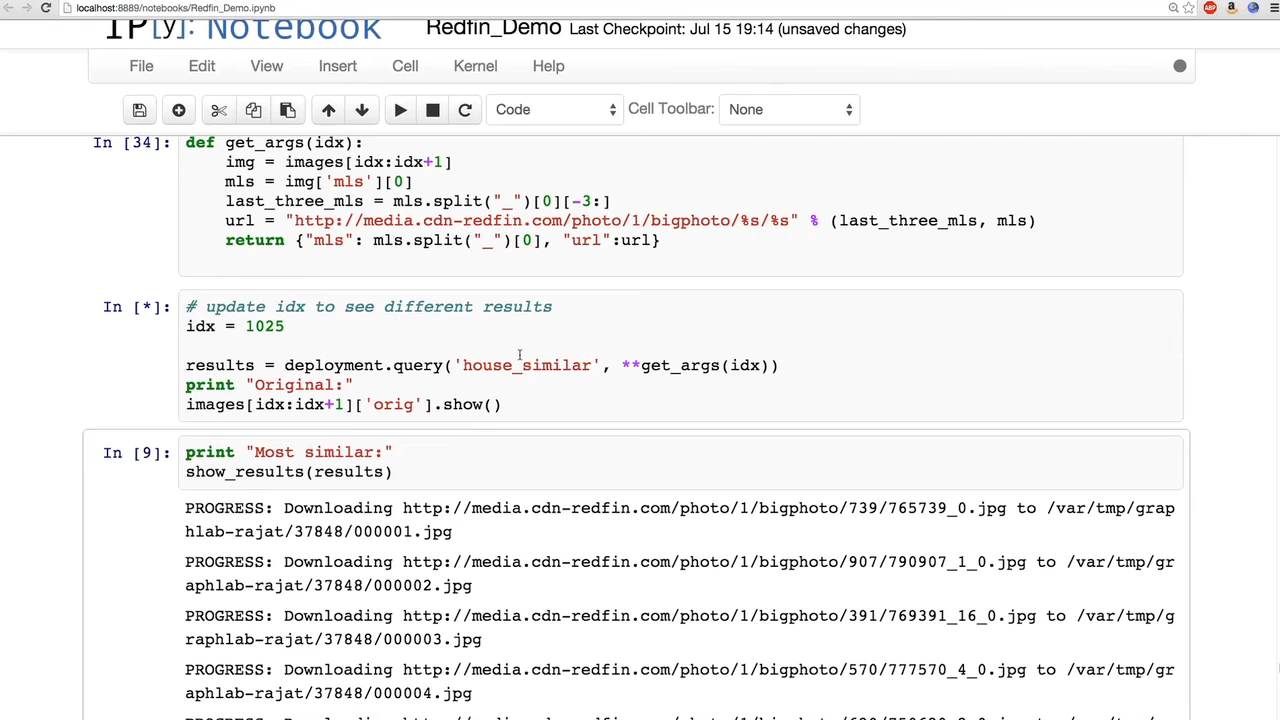 localhost:8889/notebooks/Redfin_Demo.ipynb
ABP
IP[y]: Notebook Redfin_Demo Last Checkpoint: Jul 15 19:14 (unsaved changes)
File Edit View Insert Cell Kernel Help
Code Cell Toolbar: None
In [34]: def get_args(idx):
    img = images[idx:idx+1]
    mls = img['mls'][0]
    last_three_mls = mls.split("_")[0][-3:]
    url = "http://media.cdn-redfin.com/photo/1/bigphoto/%s/%s" % (last_three_mls, mls)
    return {"mls": mls.split("_")[0], "url":url}
In [*]: # update idx to see different results
idx = 1025
results = deployment.query('house_similar', **get_args(idx))
print "Original:"
images[idx:idx+1]['orig'].show()
In [9]: print "Most similar:"
show_results(results)
PROGRESS: Downloading http://media.cdn-redfin.com/photo/1/bigphoto/739/765739_0.jpg to /var/tmp/grap
hlab-rajat/37848/000001.jpg
PROGRESS: Downloading http://media.cdn-redfin.com/photo/1/bigphoto/907/790907_1_0.jpg to /var/tmp/gr
aphlab-rajat/37848/000002.jpg
PROGRESS: Downloading http://media.cdn-redfin.com/photo/1/bigphoto/391/769391_16_0.jpg to /var/tmp/g
raphlab-rajat/37848/000003.jpg
PROGRESS: Downloading http://media.cdn-redfin.com/photo/1/bigphoto/570/777570_4_0.jpg to /var/tmp/gr
aphlab-rajat/37848/000004.jpg